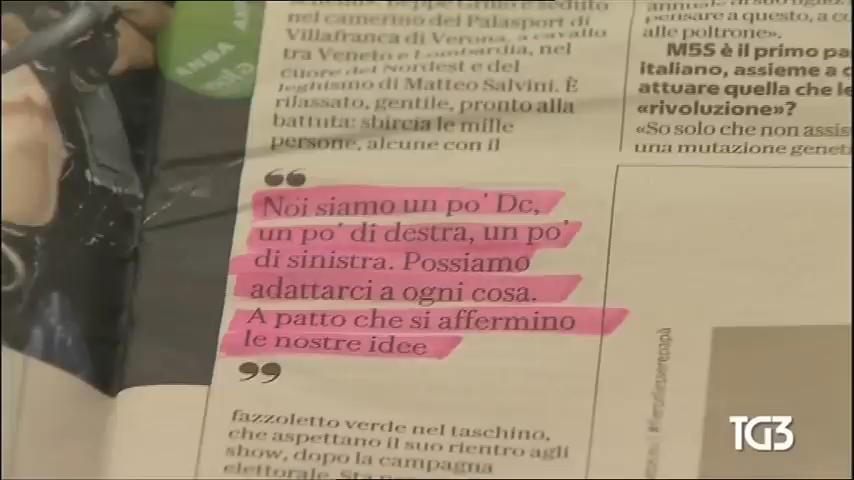 Beppe Grillo è seduto
nel camerino del Palasport di
Villafranca di Verona, a cavallo
tra Veneto e Lombardia, nel
cuore del Nordest e del
leghismo di Matteo Salvini. È
rilassato, gentile, pronto alla
battuta: sbircia le mille
persone, alcune con il
“
Noi siamo un po' Dc,
un po' di destra, un po'
di sinistra. Possiamo
adattarci a ogni cosa.
A patto che si affermino
le nostre idee
”
fazzoletto verde nel taschino,
che aspettano il suo rientro agli
show, dopo la campagna
elettorale.
pensare a questo, a
alle poltrone».
M5S è il primo
italiano, assieme a
attuare quella che
«rivoluzione»?
«So solo che non
una mutazione
ANSA
TG3